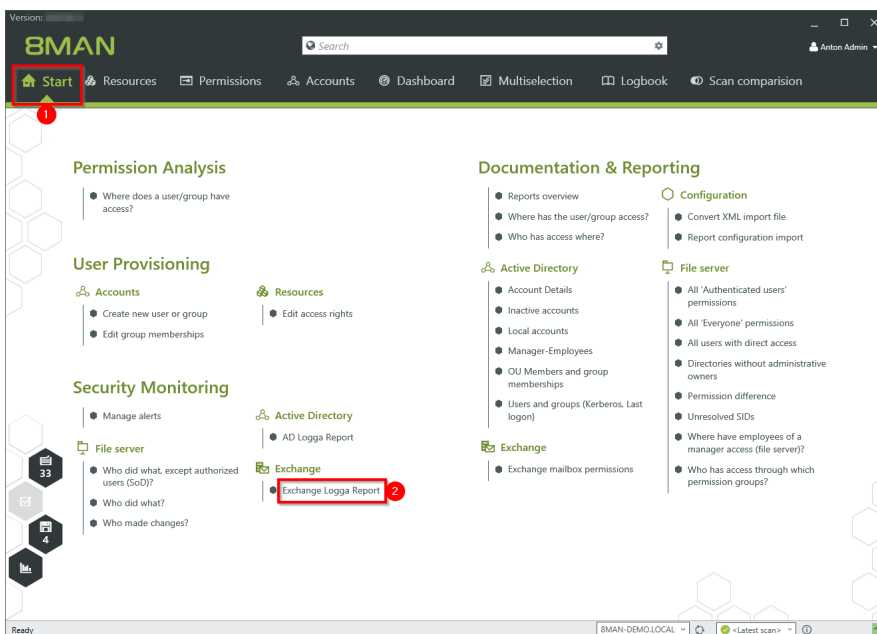 Version:
8MAN
Search
Anton Admin
Start
Resources
Permissions
Accounts
Dashboard
Multiselection
Logbook
Scan comparision
1
Permission Analysis
Where does a user/group have
access?
User Provisioning
Accounts
Create new user or group
Edit group memberships
Resources
Edit access rights
Security Monitoring
Manage alerts
File server
Who did what, except authorized
users (SoD)?
Who did what?
Who made changes?
Active Directory
AD Logga Report
Exchange
Exchange Logga Report
2
Documentation & Reporting
Reports overview
Where has the user/group access?
Who has access where?
Active Directory
Account Details
Inactive accounts
Local accounts
Manager-Employees
OU Members and group
memberships
Users and groups (Kerberos, Last
logon)
Exchange
Exchange mailbox permissions
Configuration
Convert XML import file
Report configuration import
File server
All 'Authenticated users'
permissions
All 'Everyone' permissions
All users with direct access
Directories without administrative
owners
Permission difference
Unresolved SIDs
Where have employees of a
manager access (file server)?
Who has access through which
permission groups?
33
4
Ready
8MAN-DEMO.LOCAL
<Latest scan>